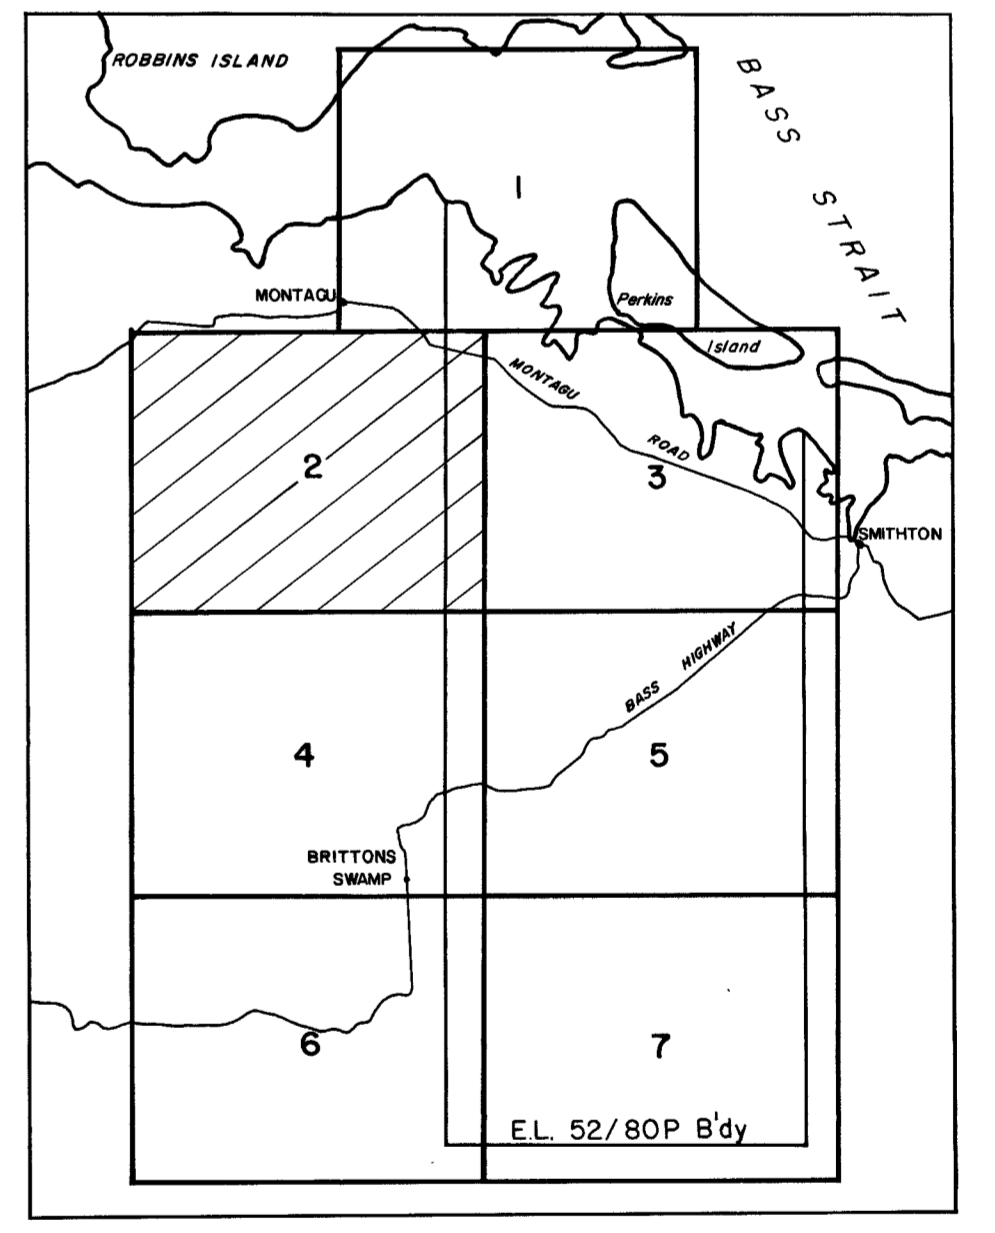 ROBBINS ISLAND
BASS STRAIT
1
MONTAGU
Perkins
Island
MONTAGU ROAD
2
3
SMITHTON
BASS HIGHWAY
4
5
BRITTONS
SWAMP
6
7
E.L. 52/80P B'dy